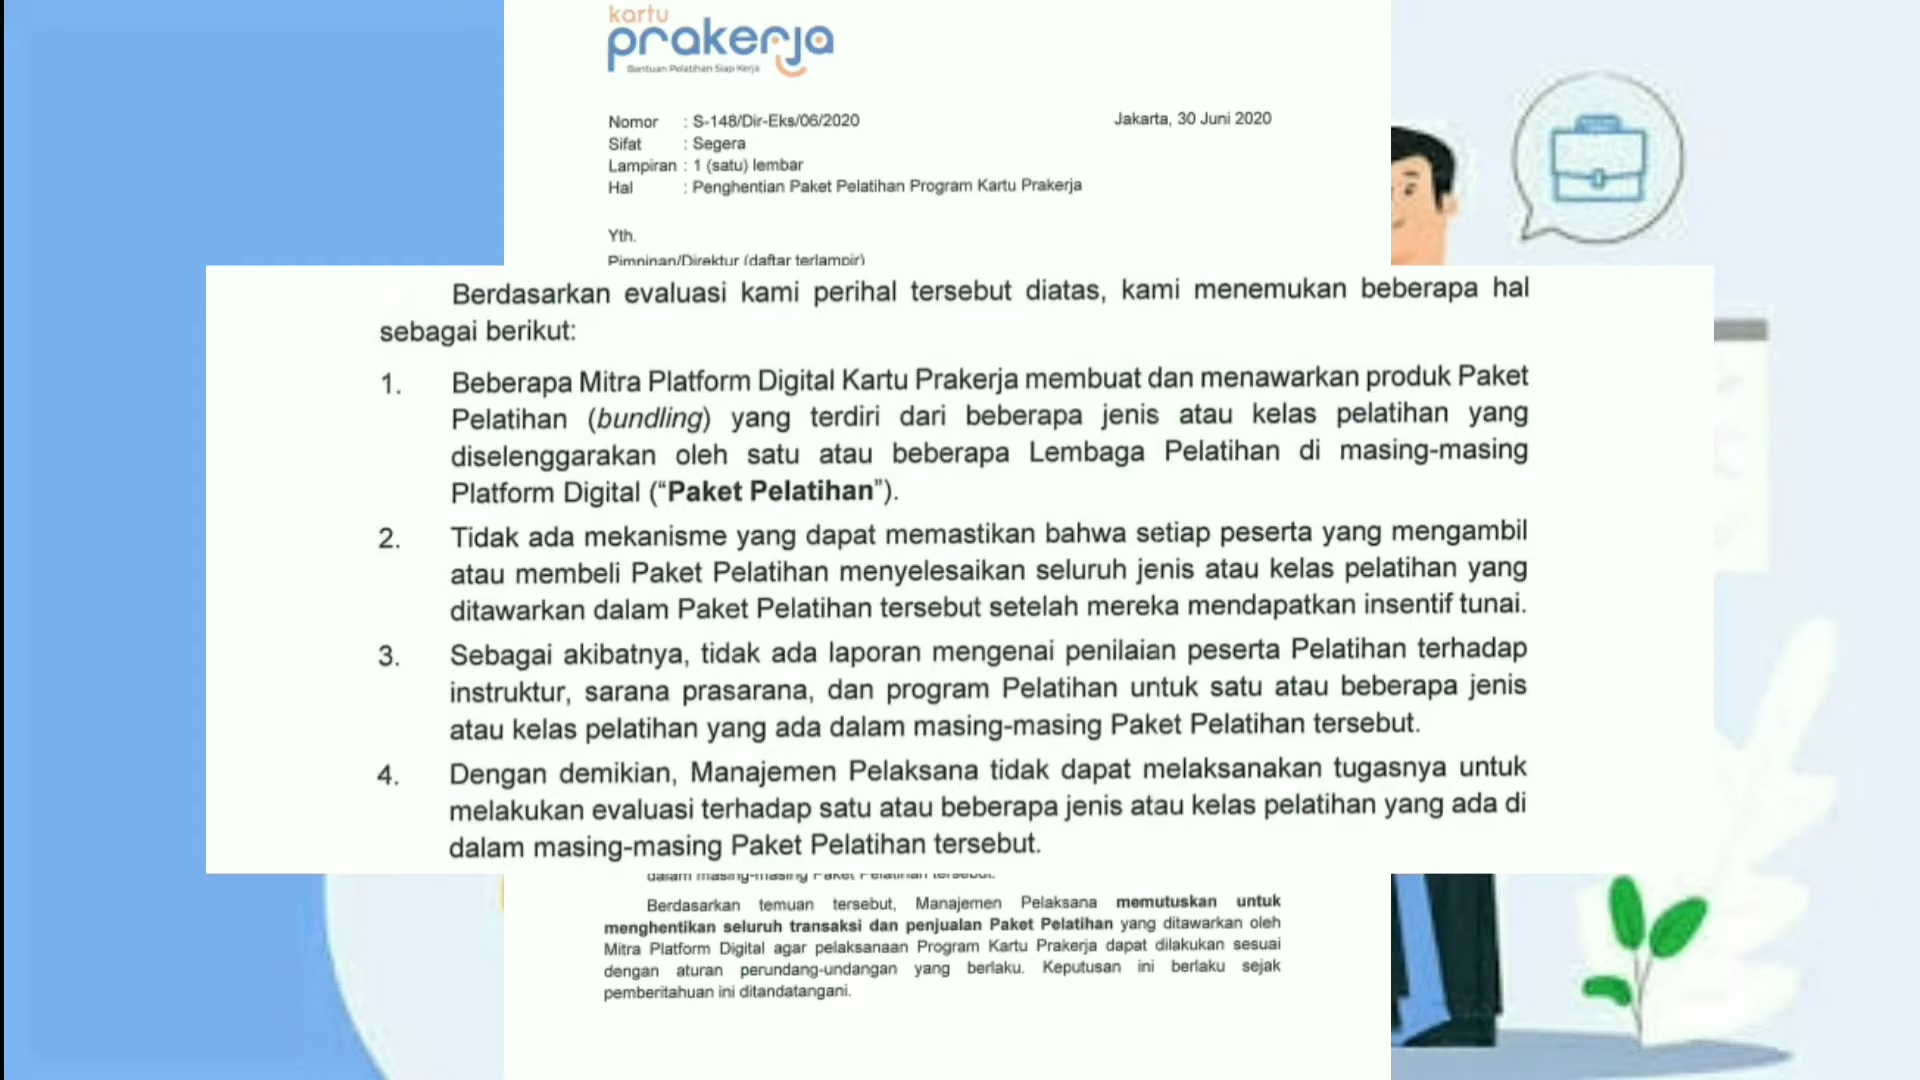 kartu
prakerja
Bantuan Pelatihan Siap Kerja
Nomor : S-148/Dir-Eks/06/2020
Jakarta, 30 Juni 2020
Sifat : Segera
Lampiran : 1 (satu) lembar
Hal : Penghentian Paket Pelatihan Program Kartu Prakerja
Yth.
Pimpinan/Direktur (daftar terlampir)
Berdasarkan evaluasi kami perihal tersebut diatas, kami menemukan beberapa hal
sebagai berikut:
1. Beberapa Mitra Platform Digital Kartu Prakerja membuat dan menawarkan produk Paket
Pelatihan (bundling) yang terdiri dari beberapa jenis atau kelas pelatihan yang
diselenggarakan oleh satu atau beberapa Lembaga Pelatihan di masing-masing
Platform Digital (“Paket Pelatihan”).
2. Tidak ada mekanisme yang dapat memastikan bahwa setiap peserta yang mengambil
atau membeli Paket Pelatihan menyelesaikan seluruh jenis atau kelas pelatihan yang
ditawarkan dalam Paket Pelatihan tersebut setelah mereka mendapatkan insentif tunai.
3. Sebagai akibatnya, tidak ada laporan mengenai penilaian peserta Pelatihan terhadap
instruktur, sarana prasarana, dan program Pelatihan untuk satu atau beberapa jenis
atau kelas pelatihan yang ada dalam masing-masing Paket Pelatihan tersebut.
4. Dengan demikian, Manajemen Pelaksana tidak dapat melaksanakan tugasnya untuk
melakukan evaluasi terhadap satu atau beberapa jenis atau kelas pelatihan yang ada di
dalam masing-masing Paket Pelatihan tersebut.
dalam masing-masing Paket Pelatihan tersebut.
Berdasarkan temuan tersebut, Manajemen Pelaksana memutuskan untuk
menghentikan seluruh transaksi dan penjualan Paket Pelatihan yang ditawarkan oleh
Mitra Platform Digital agar pelaksanaan Program Kartu Prakerja dapat dilakukan sesuai
dengan aturan perundang-undangan yang berlaku. Keputusan ini berlaku sejak
pemberitahuan ini ditandatangani.